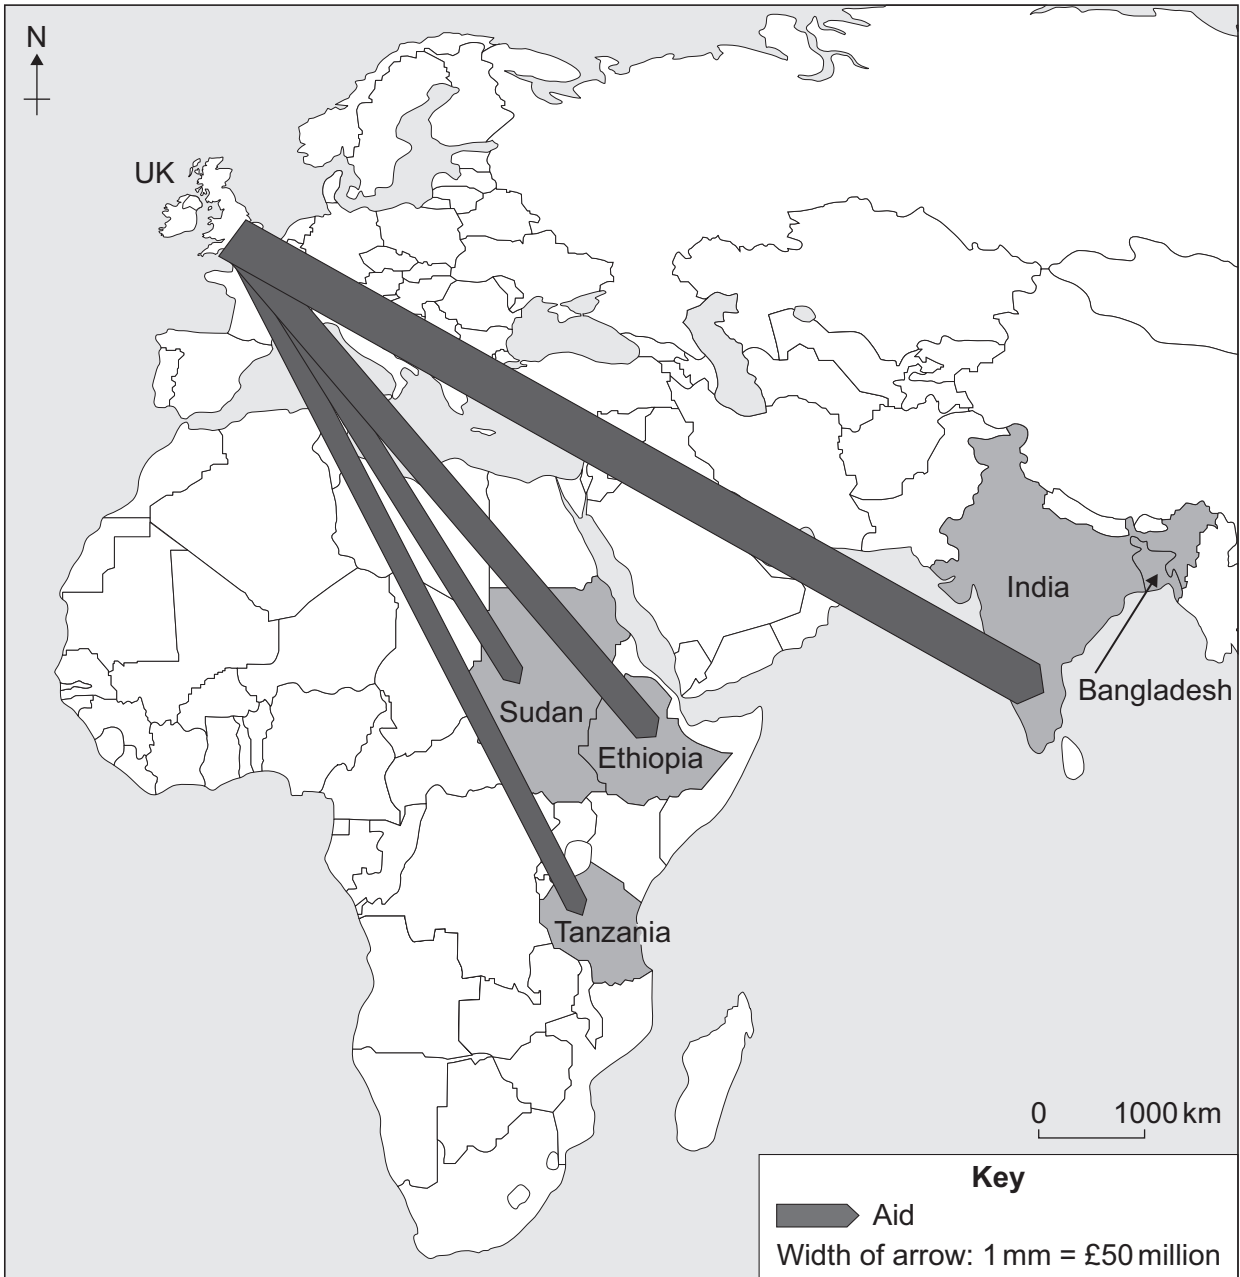 N
UK
India
Bangladesh
Sudan
Ethiopia
Tanzania
0 1000 km
Key
Aid
Width of arrow: 1 mm = £50 million